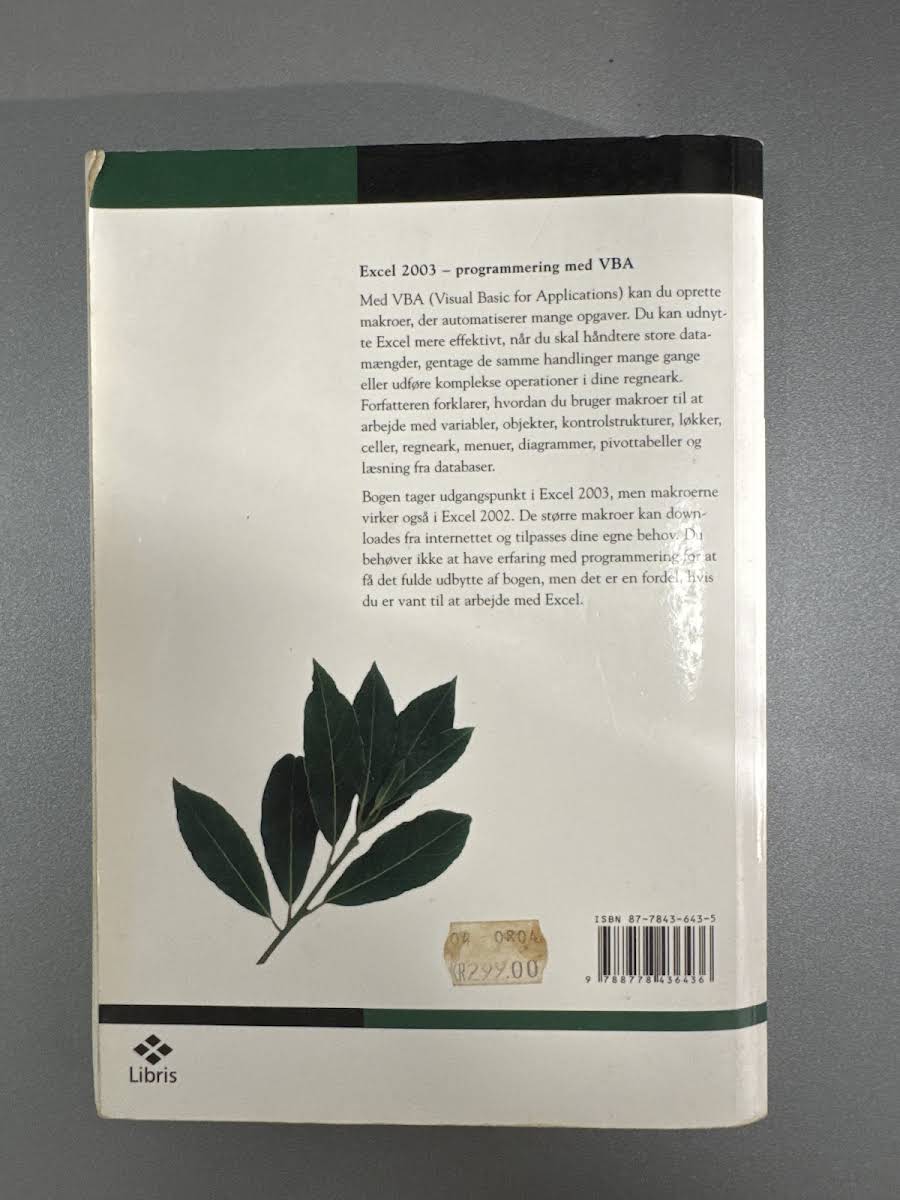 Excel 2003 – programmering med VBA
Med VBA (Visual Basic for Applications) kan du oprette
makroer, der automatiserer mange opgaver. Du kan udnyt-
te Excel mere effektivt, når du skal håndtere store data-
mængder, gentage de samme handlinger mange gange
eller udføre komplekse operationer i dine regneark.
Forfatteren forklarer, hvordan du bruger makroer til at
arbejde med variabler, objekter, kontrolstrukturer, løkker,
celler, regneark, menuer, diagrammer, pivottabeller og
læsning fra databaser.
Bogen tager udgangspunkt i Excel 2003, men makroerne
virker også i Excel 2002. De større makroer kan down-
loades fra internettet og tilpasses dine egne behov. Du
behøver ikke at have erfaring med programmering for at
få det fulde udbytte af bogen, men det er en fordel, hvis
du er vant til at arbejde med Excel.
ISBN 87-7843-643-5
04 0804
KR299.00
9 788778 436436
Libris